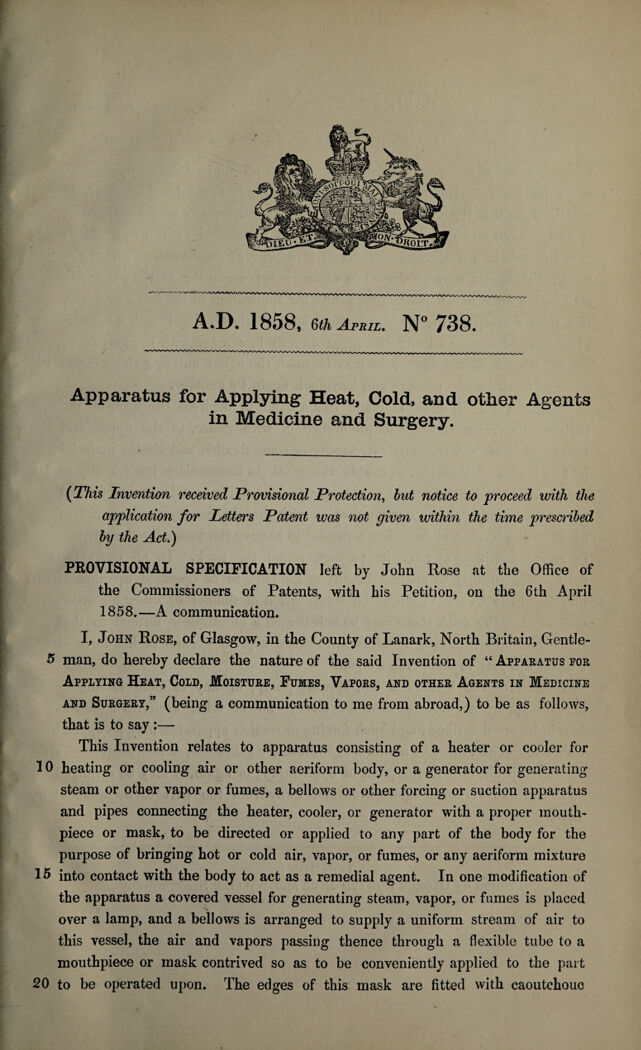 HONI SOIT QUI MAL
DIEU · ET · MON · DROIT
A.D. 1858, 6th April. Nº 738.
Apparatus for Applying Heat, Cold, and other Agents
in Medicine and Surgery.
(This Invention received Provisional Protection, but notice to proceed with the
application for Letters Patent was not given within the time prescribed
by the Act.)
PROVISIONAL SPECIFICATION left by John Rose at the Office of
the Commissioners of Patents, with his Petition, on the 6th April
1858.—A communication.
I, John Rose, of Glasgow, in the County of Lanark, North Britain, Gentle-
5 man, do hereby declare the nature of the said Invention of “Apparatus for
Applying Heat, Cold, Moisture, Fumes, Vapors, and other Agents in Medicine
and Surgery,” (being a communication to me from abroad,) to be as follows,
that is to say :—
This Invention relates to apparatus consisting of a heater or cooler for
10 heating or cooling air or other aeriform body, or a generator for generating
steam or other vapor or fumes, a bellows or other forcing or suction apparatus
and pipes connecting the heater, cooler, or generator with a proper mouth-
piece or mask, to be directed or applied to any part of the body for the
purpose of bringing hot or cold air, vapor, or fumes, or any aeriform mixture
15 into contact with the body to act as a remedial agent. In one modification of
the apparatus a covered vessel for generating steam, vapor, or fumes is placed
over a lamp, and a bellows is arranged to supply a uniform stream of air to
this vessel, the air and vapors passing thence through a flexible tube to a
mouthpiece or mask contrived so as to be conveniently applied to the part
20 to be operated upon. The edges of this mask are fitted with caoutchouc